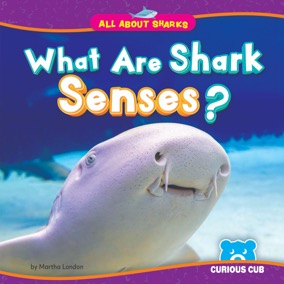 ALL ABOUT SHARKS
What Are Shark
Senses?
by Martha London
CURIOUS CUB